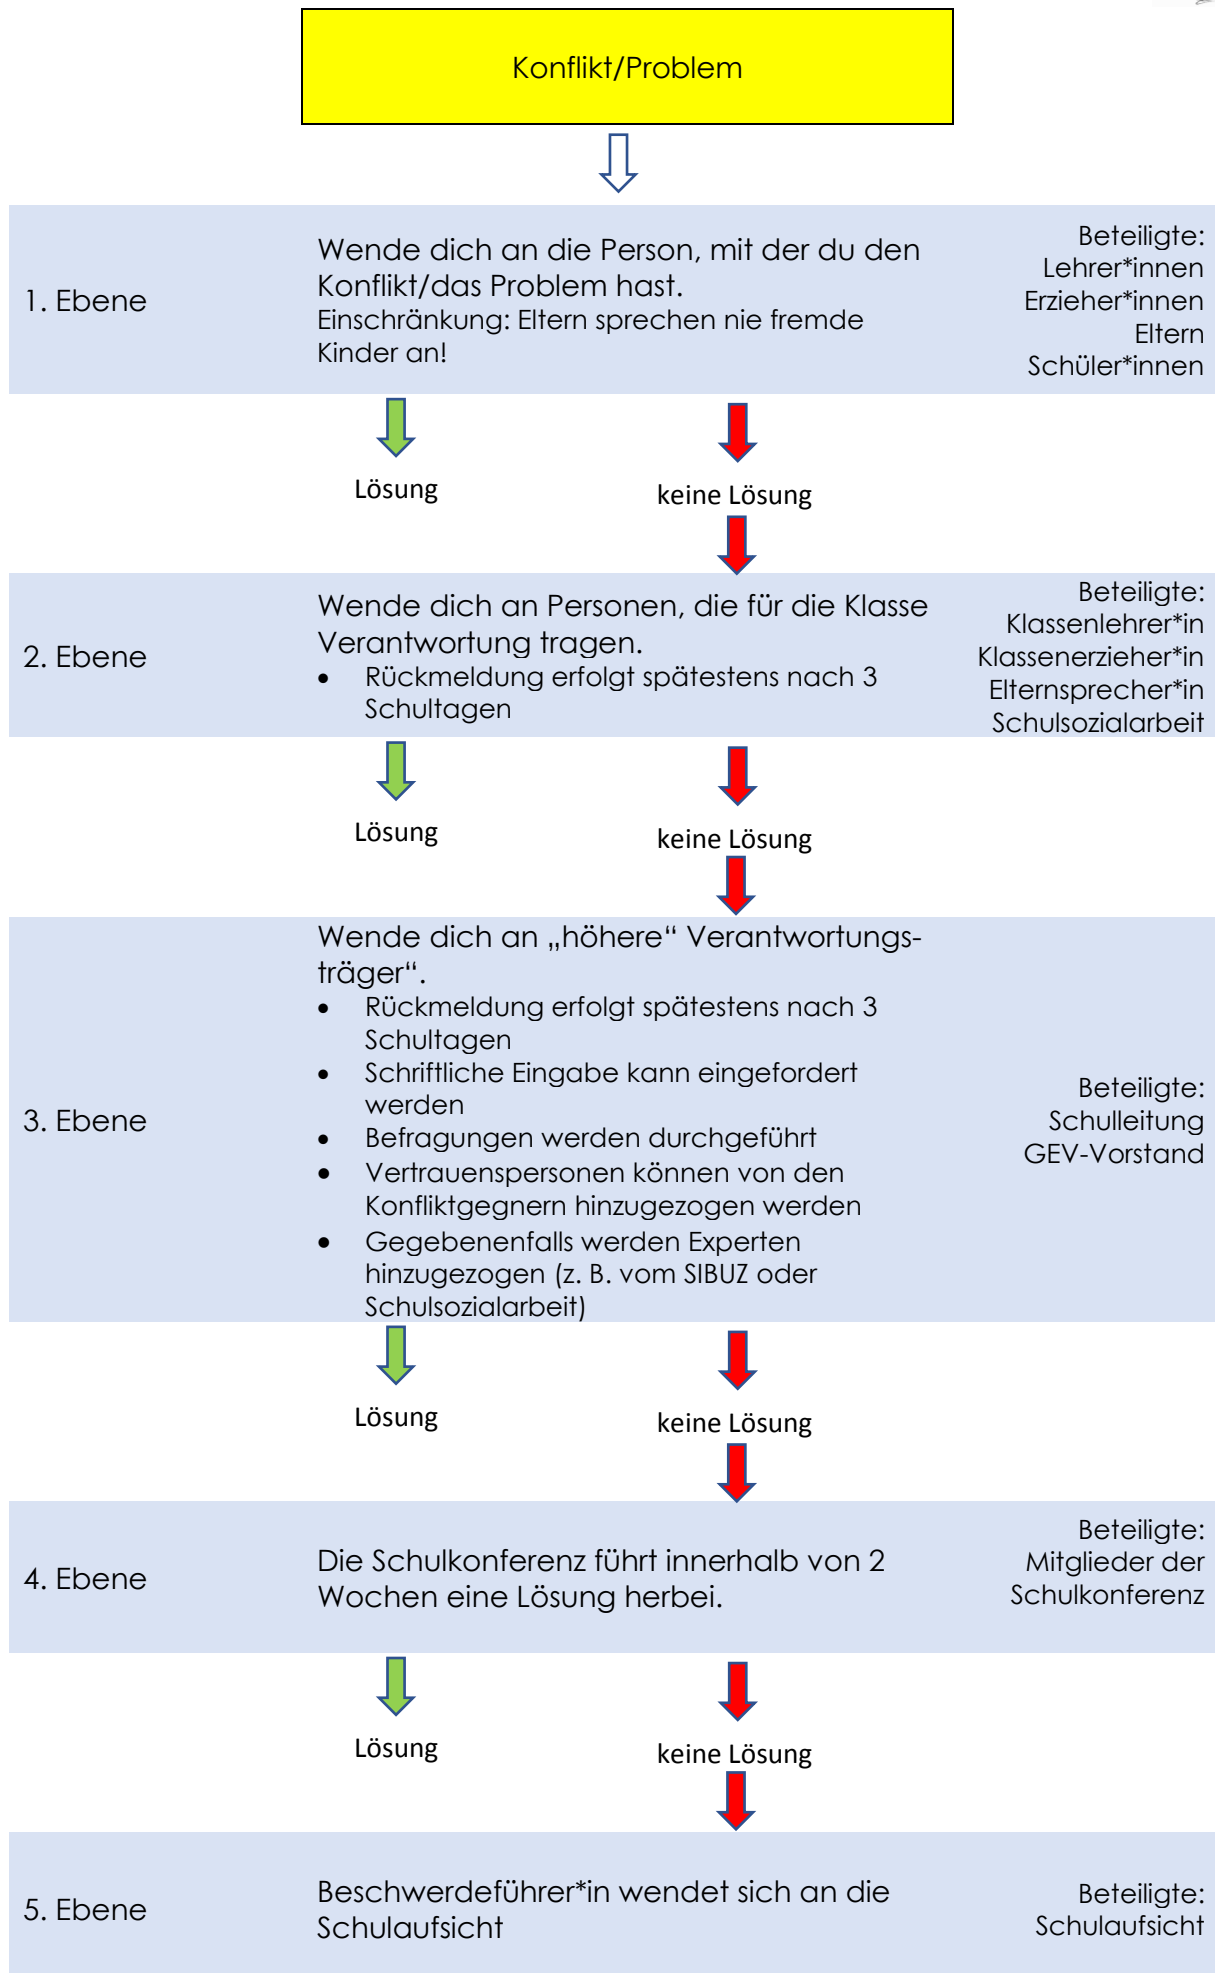 Konflikt/Problem
1. Ebene
Wende dich an die Person, mit der du den
Konflikt/das Problem hast.
Einschränkung: Eltern sprechen nie fremde
Kinder an!
Beteiligte:
Lehrer*innen
Erzieher*innen
Eltern
Schüler*innen
Lösung
keine Lösung
2. Ebene
Wende dich an Personen, die für die Klasse
Verantwortung tragen.
• Rückmeldung erfolgt spätestens nach 3
Schultagen
Beteiligte:
Klassenlehrer*in
Klassenerzieher*in
Elternsprecher*in
Schulsozialarbeit
Lösung
keine Lösung
3. Ebene
Wende dich an „höhere“ Verantwortungs-
träger“.
• Rückmeldung erfolgt spätestens nach 3
Schultagen
• Schriftliche Eingabe kann eingefordert
werden
• Befragungen werden durchgeführt
• Vertrauenspersonen können von den
Konfliktgegnern hinzugezogen werden
• Gegebenenfalls werden Experten
hinzugezogen (z. B. vom SIBUZ oder
Schulsozialarbeit)
Beteiligte:
Schulleitung
GEV-Vorstand
Lösung
keine Lösung
4. Ebene
Die Schulkonferenz führt innerhalb von 2
Wochen eine Lösung herbei.
Beteiligte:
Mitglieder der
Schulkonferenz
Lösung
keine Lösung
5. Ebene
Beschwerdeführer*in wendet sich an die
Schulaufsicht
Beteiligte:
Schulaufsicht